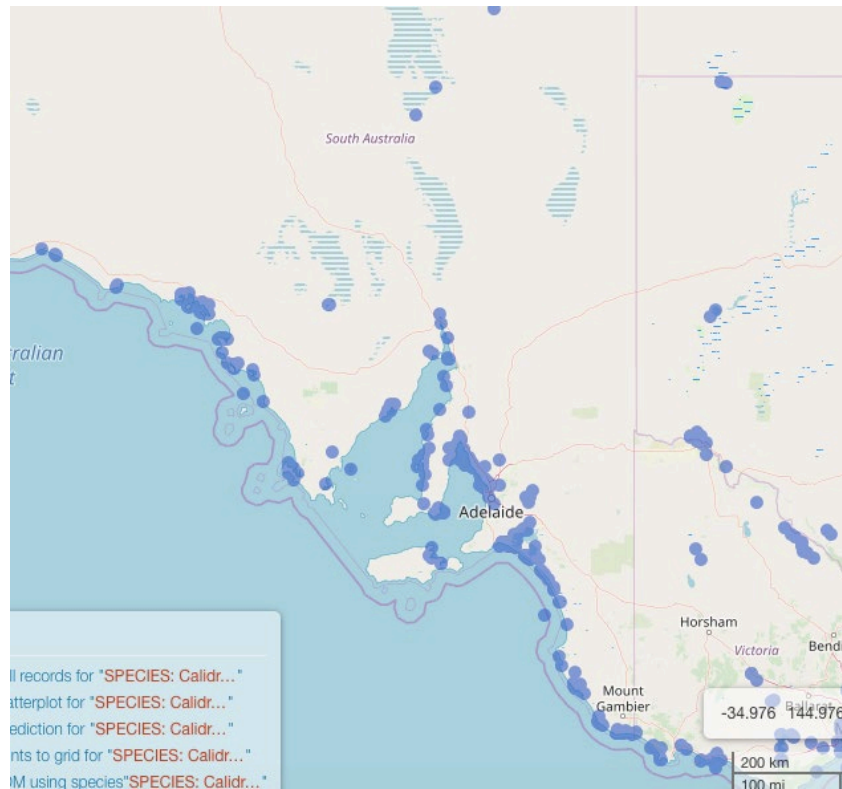 South Australia
ralian
t
Adelaide
Horsham
Victoria
Bendi
Mount
Gambier
Ballarat
-34.976 144.976
200 km
100 mi
ll records for "SPECIES: Calidr..."
atterplot for "SPECIES: Calidr..."
ediction for "SPECIES: Calidr..."
nts to grid for "SPECIES: Calidr..."
DM using species"SPECIES: Calidr..."